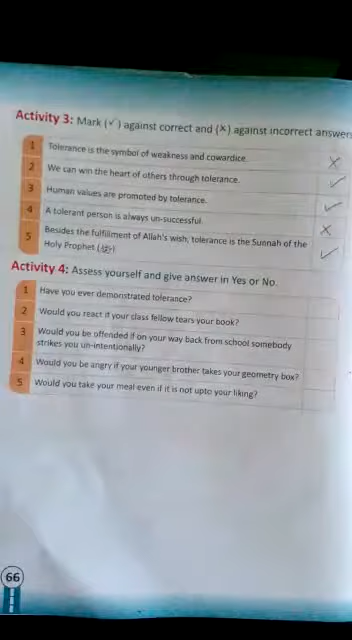 Activity 3: Mark (✓) against correct and (✗) against incorrect answers
1 Tolerance is the symbol of weakness and cowardice. ✗
2 We can win the heart of others through tolerance. ✓
3 Human values are promoted by tolerance. ✓
4 A tolerant person is always un-successful. ✗
5 Besides the fulfillment of Allah's wish, tolerance is the Sunnah of the ✓
Holy Prophet (ﷺ)
Activity 4: Assess yourself and give answer in Yes or No.
1 Have you ever demonstrated tolerance?
2 Would you react if your class fellow tears your book?
3 Would you be offended if on your way back from school somebody
strikes you un-intentionally?
4 Would you be angry if your younger brother takes your geometry box?
5 Would you take your meal even if it is not upto your liking?
66